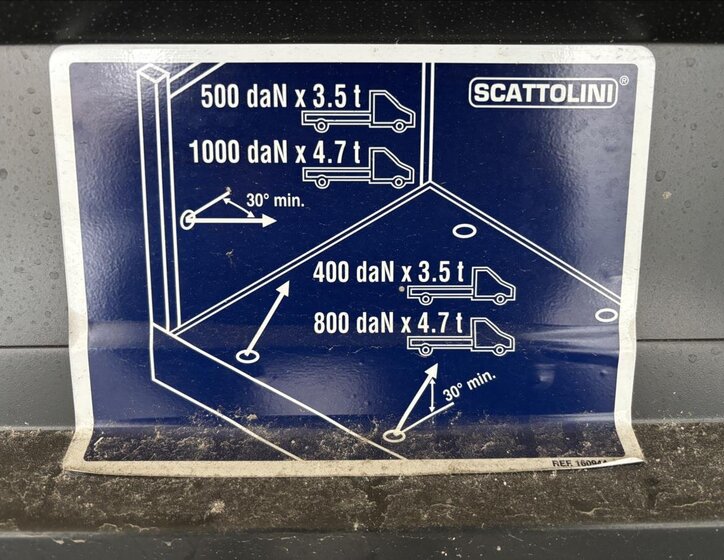 SCATTOLINI®
500 daN x 3.5 t
1000 daN x 4.7 t
30° min.
400 daN x 3.5 t
800 daN x 4.7 t
30° min.
REF.